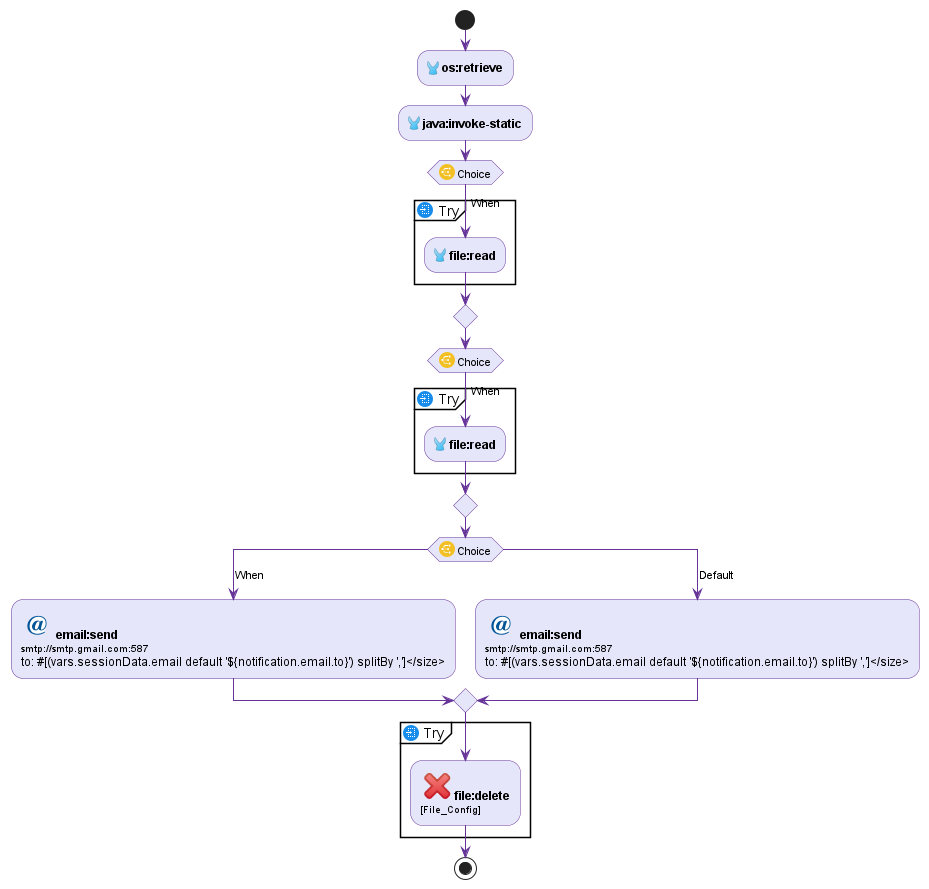 os:retrieve
java:invoke-static
Choice
When
Try
file:read
Choice
When
Try
file:read
Choice
When
Default
@ email:send
smtp://smtp.gmail.com:587
to: #[(vars.sessionData.email default '${notification.email.to}') splitBy ',']</size>
@ email:send
smtp://smtp.gmail.com:587
to: #[(vars.sessionData.email default '${notification.email.to}') splitBy ',']</size>
Try
file:delete
[File_Config]